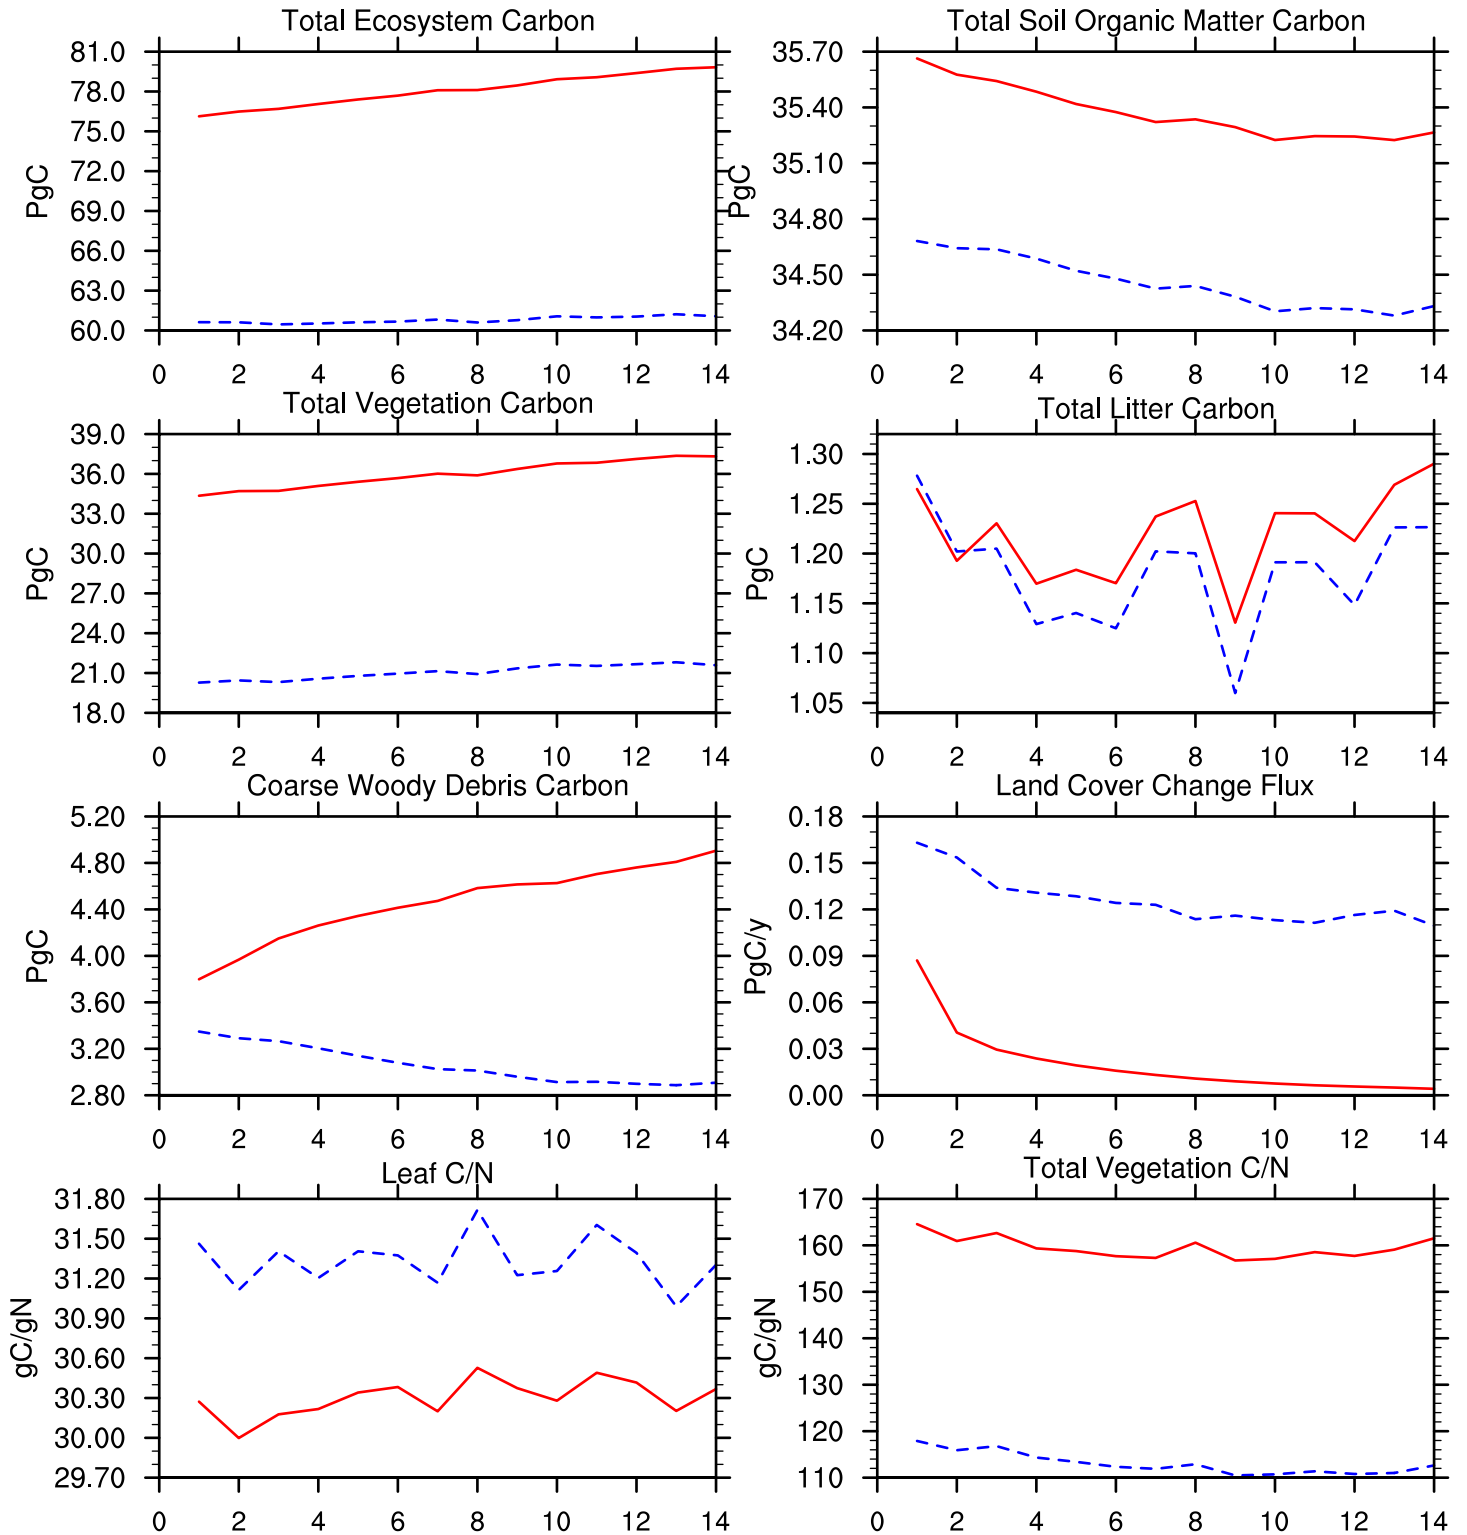 Total Ecosystem Carbon
81.0
78.0
75.0
72.0
69.0
66.0
63.0
60.0
PgC
0 2 4 6 8 10 12 14
Total Soil Organic Matter Carbon
35.70
35.40
35.10
34.80
34.50
34.20
PgC
0 2 4 6 8 10 12 14
Total Vegetation Carbon
39.0
36.0
33.0
30.0
27.0
24.0
21.0
18.0
PgC
0 2 4 6 8 10 12 14
Total Litter Carbon
1.30
1.25
1.20
1.15
1.10
1.05
PgC
0 2 4 6 8 10 12 14
Coarse Woody Debris Carbon
5.20
4.80
4.40
4.00
3.60
3.20
2.80
PgC
0 2 4 6 8 10 12 14
Land Cover Change Flux
0.18
0.15
0.12
0.09
0.06
0.03
0.00
PgC/y
0 2 4 6 8 10 12 14
Leaf C/N
31.80
31.50
31.20
30.90
30.60
30.30
30.00
29.70
gC/gN
0 2 4 6 8 10 12 14
Total Vegetation C/N
170
160
150
140
130
120
110
gC/gN
0 2 4 6 8 10 12 14